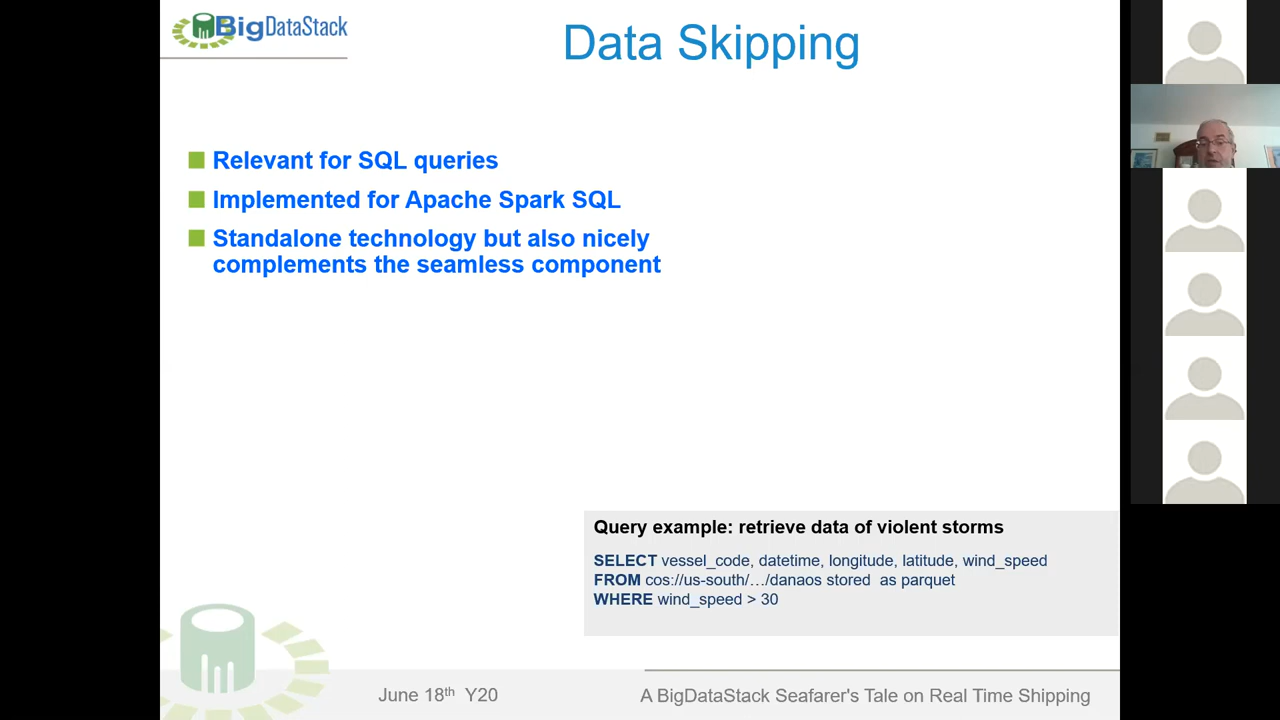 BigDataStack
Data Skipping
Relevant for SQL queries
Implemented for Apache Spark SQL
Standalone technology but also nicely
complements the seamless component
Query example: retrieve data of violent storms
SELECT vessel_code, datetime, longitude, latitude, wind_speed
FROM cos://us-south/…/danaos stored as parquet
WHERE wind_speed > 30
June 18th Y20
A BigDataStack Seafarer's Tale on Real Time Shipping